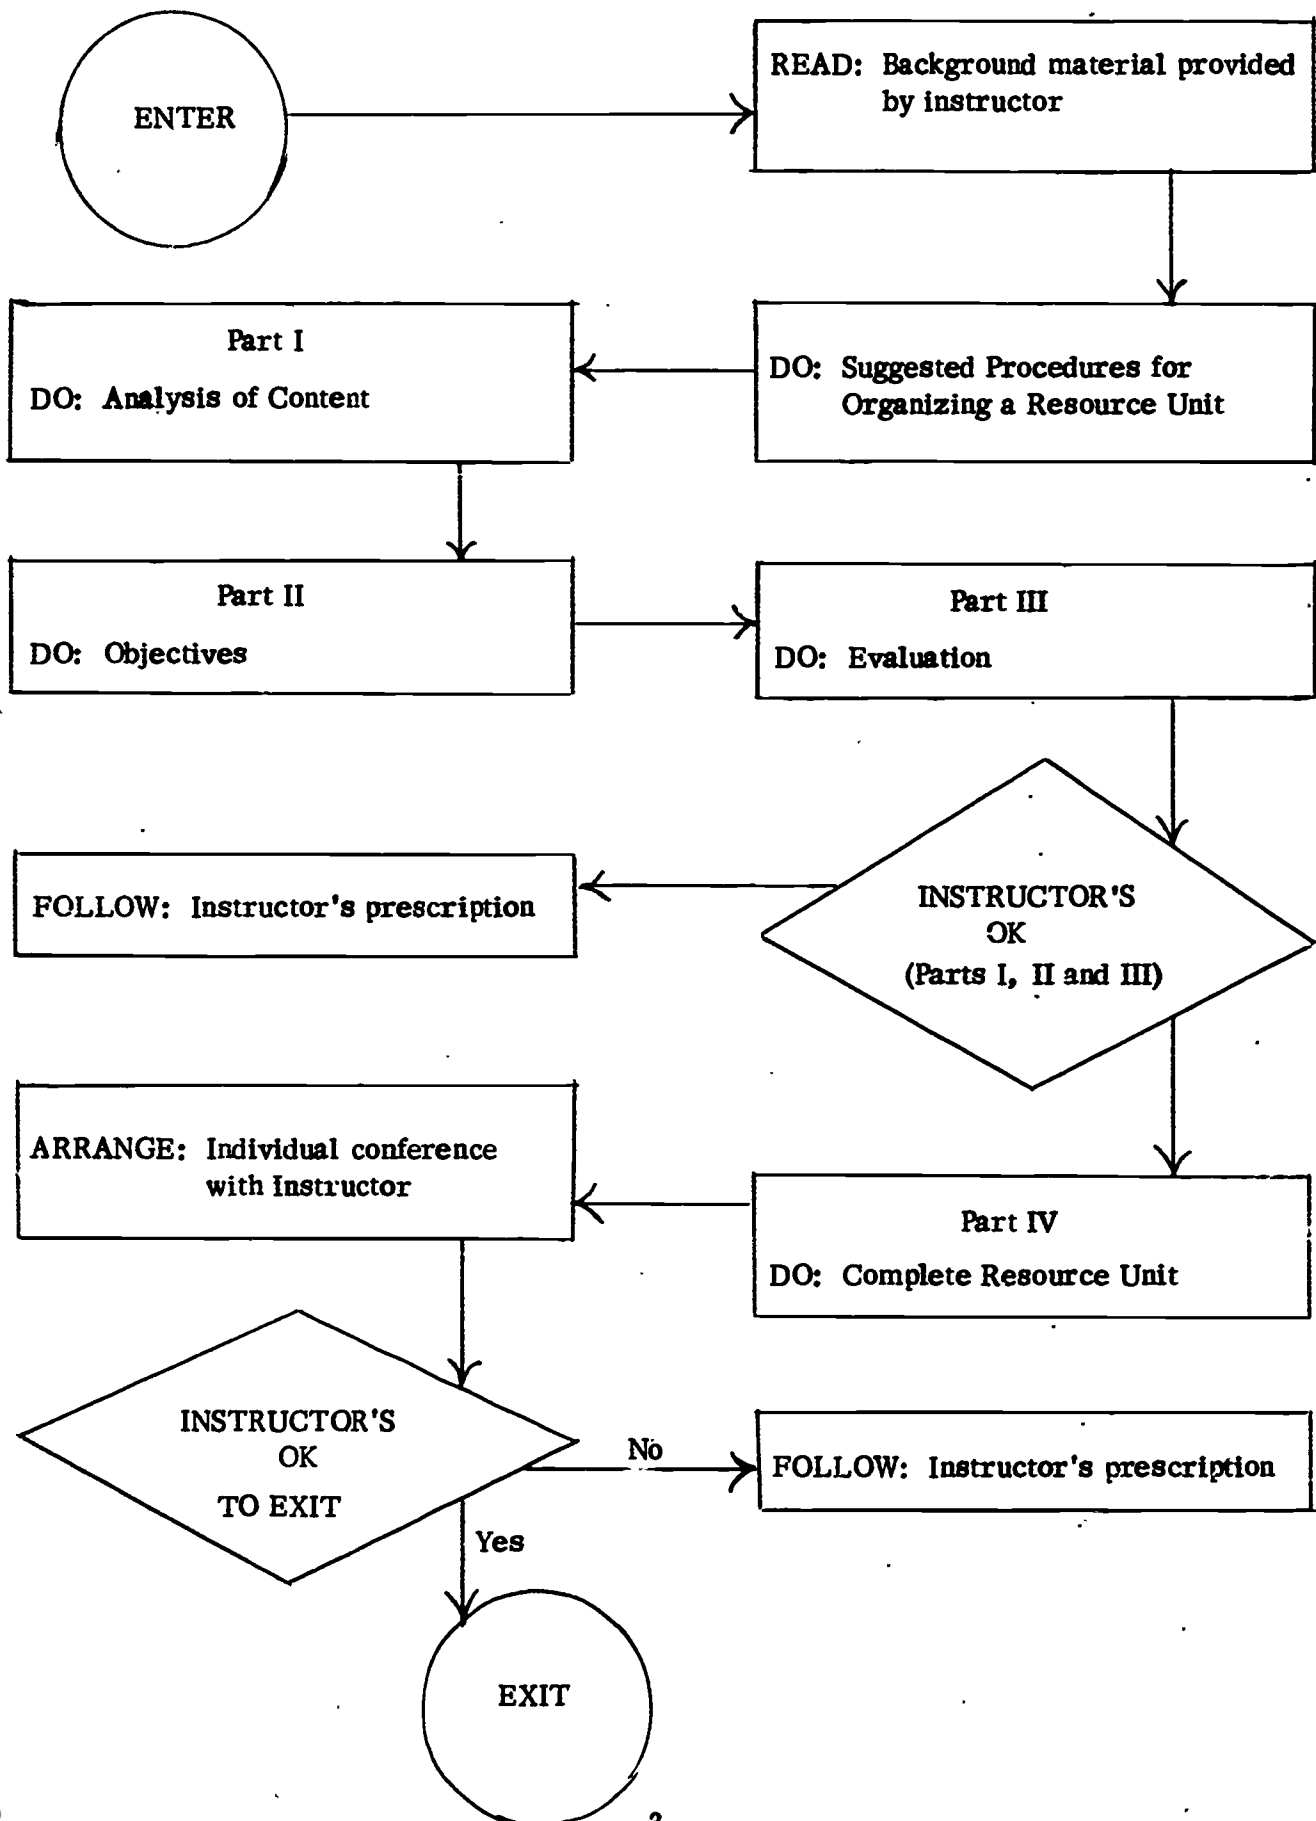 ENTER
READ: Background material provided
by instructor
DO: Suggested Procedures for
Organizing a Resource Unit
Part I
DO: Analysis of Content
Part II
DO: Objectives
Part III
DO: Evaluation
INSTRUCTOR'S
OK
(Parts I, II and III)
FOLLOW: Instructor's prescription
Part IV
DO: Complete Resource Unit
ARRANGE: Individual conference
with Instructor
INSTRUCTOR'S
OK
TO EXIT
No
FOLLOW: Instructor's prescription
Yes
EXIT